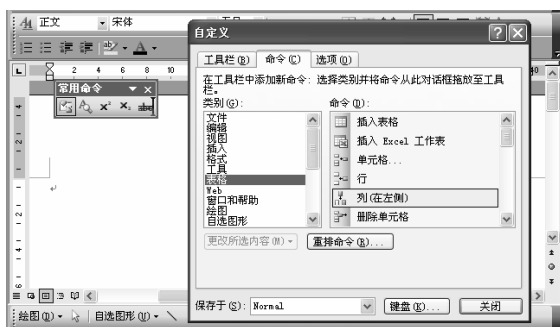 正文 宋体
自定义
工具栏(B) 命令(C) 选项(O)
在工具栏中添加新命令: 选择类别并将命令从此对话框拖放至工具栏。
类别(G): 命令(D):
文件
编辑
视图
插入
格式
工具
表格
Web
窗口和帮助
绘图
自选图形
插入表格
插入 Excel 工作表
单元格...
行
列(在左侧)
删除单元格
更改所选内容(M) 重排命令(R)...
保存于(S): Normal 键盘(K)... 关闭
常用命令
2 4 6 8 10 40
绘图(D) 自选图形(U)